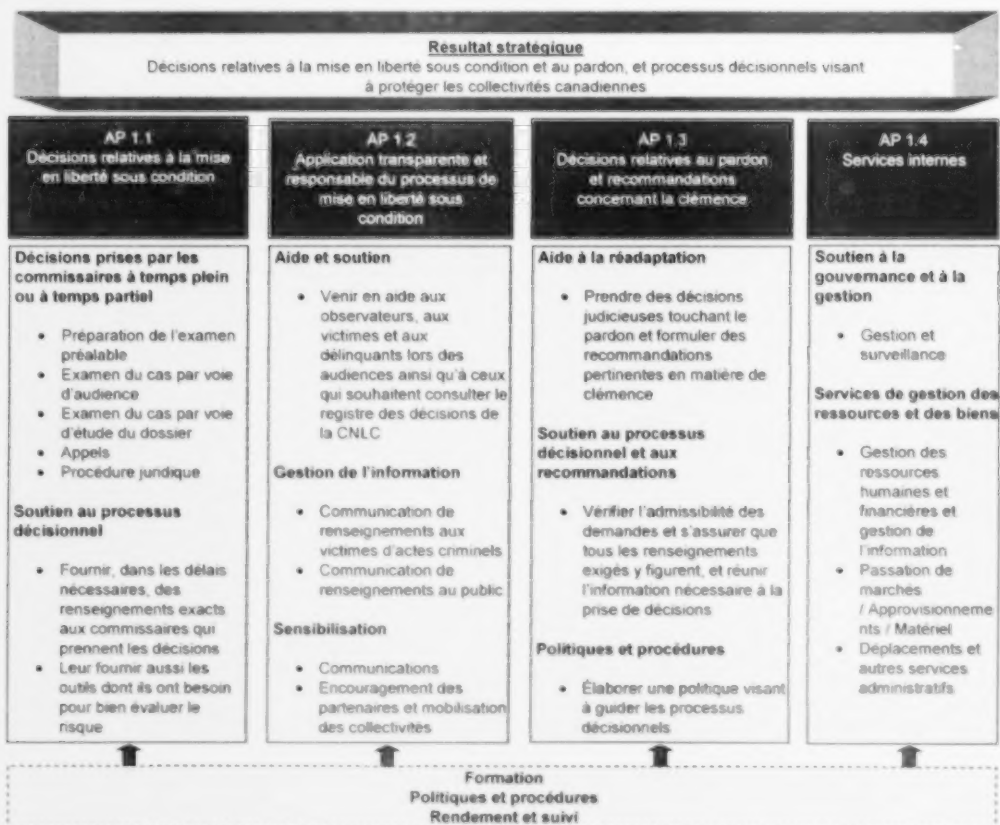 Résultat stratégique
Décisions relatives à la mise en liberté sous condition et au pardon, et processus décisionnels visant
à protéger les collectivités canadiennes
AP 1.1
Décisions relatives à la mise
en liberté sous condition
AP 1.2
Application transparente et
responsable du processus de
mise en liberté sous
condition
AP 1.3
Décisions relatives au pardon
et recommandations
concernant la clémence
AP 1.4
Services internes
Décisions prises par les
commissaires à temps plein
ou à temps partiel
• Préparation de l'examen
préalable
• Examen du cas par voie
d'audience
• Examen du cas par voie
d'étude du dossier
• Appels
• Procédure juridique
Soutien au processus
décisionnel
• Fournir, dans les délais
nécessaires, des
renseignements exacts
aux commissaires qui
prennent les décisions
• Leur fournir aussi les
outils dont ils ont besoin
pour bien évaluer le
risque
Aide et soutien
• Venir en aide aux
observateurs, aux
victimes et aux
délinquants lors des
audiences ainsi qu'à ceux
qui souhaitent consulter le
registre des décisions de
la CNLC
Gestion de l'information
• Communication de
renseignements aux
victimes d'actes criminels
• Communication de
renseignements au public
Sensibilisation
• Communications
• Encouragement des
partenaires et mobilisation
des collectivités
Aide à la réadaptation
• Prendre des décisions
judicieuses touchant le
pardon et formuler des
recommandations
pertinentes en matière de
clémence
Soutien au processus
décisionnel et aux
recommandations
• Vérifier l'admissibilité des
demandes et s'assurer que
tous les renseignements
exigés y figurent, et réunir
l'information nécessaire à la
prise de décisions
Politiques et procédures
• Élaborer une politique visant
à guider les processus
décisionnels
Soutien à la
gouvernance et à la
gestion
• Gestion et
surveillance
Services de gestion des
ressources et des biens
• Gestion des
ressources
humaines et
financières et
gestion de
l'information
• Passation de
marchés
/ Approvisionneme
nts / Matériel
• Déplacements et
autres services
administratifs
Formation
Politiques et procédures
Rendement et suivi